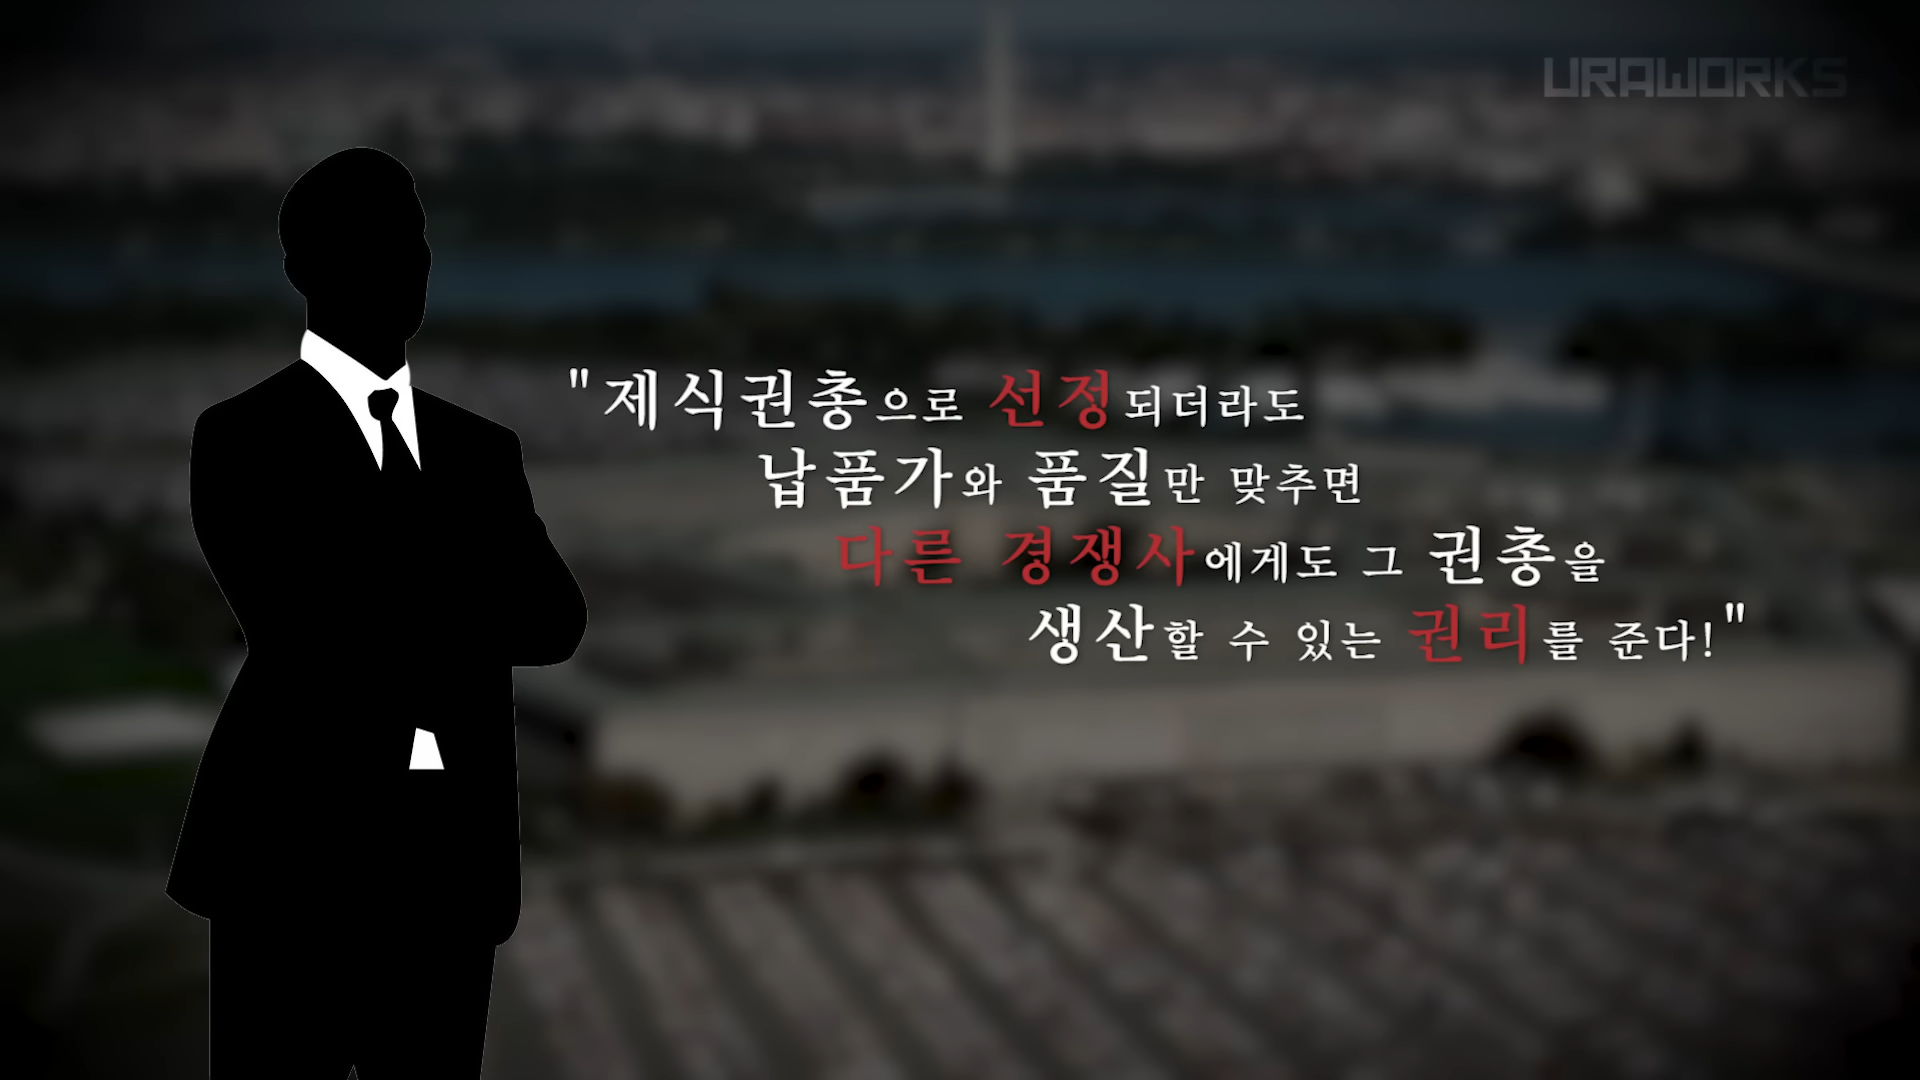 URAWORKS
"제식권총으로 선정되더라도
납품가와 품질만 맞추면
다른 경쟁사에게도 그 권총을
생산할 수 있는 권리를 준다!"